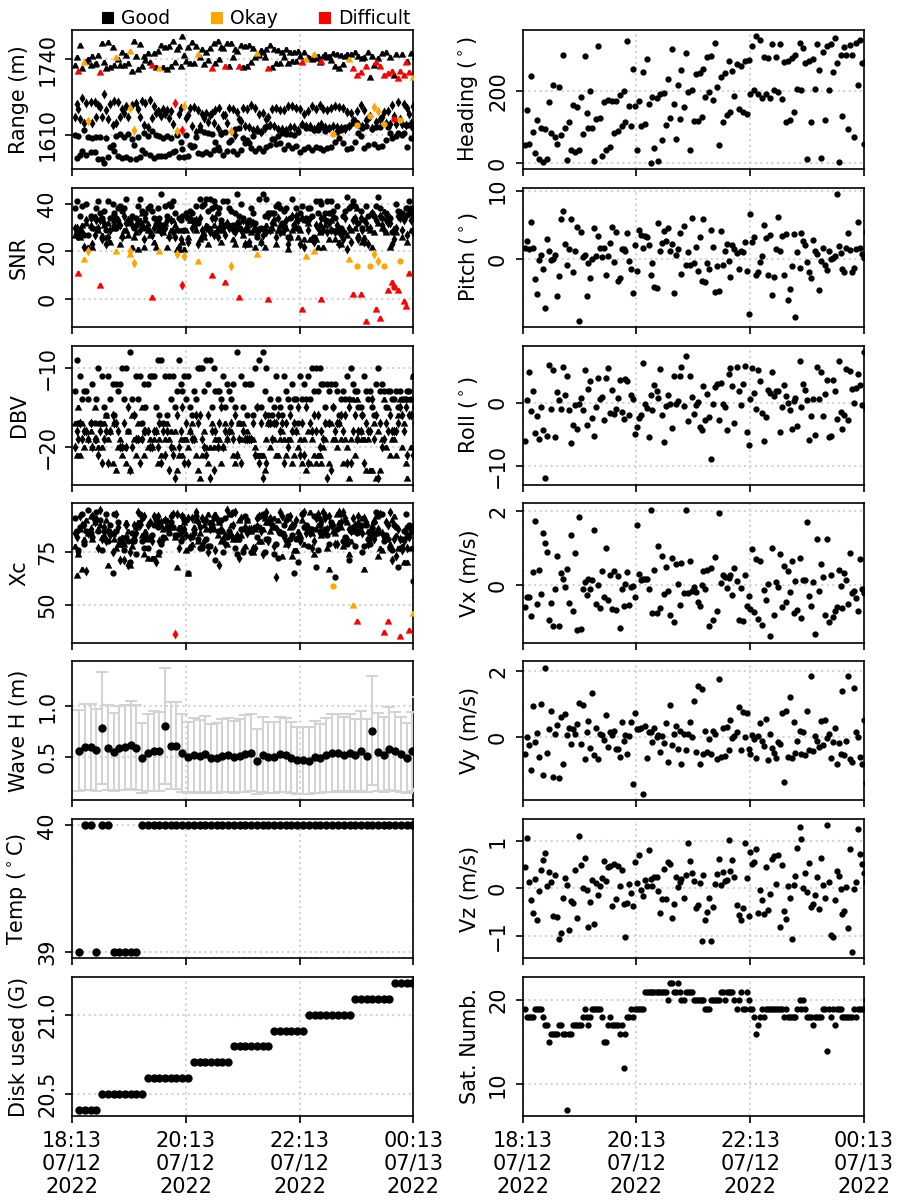 Good Okay Difficult
Range (m)
1740
1610
SNR
40
20
0
DBV
−10
−20
Xc
75
50
Wave H (m)
1.0
0.5
Temp (°C)
40
39
Disk used (G)
21.0
20.5
18:13 20:13 22:13 00:13
07/12 07/12 07/12 07/13
2022 2022 2022 2022
Heading (°)
200
0
Pitch (°)
10
0
Roll (°)
0
−10
Vx (m/s)
2
0
Vy (m/s)
2
0
Vz (m/s)
1
0
−1
Sat. Numb.
20
10
18:13 20:13 22:13 00:13
07/12 07/12 07/12 07/13
2022 2022 2022 2022